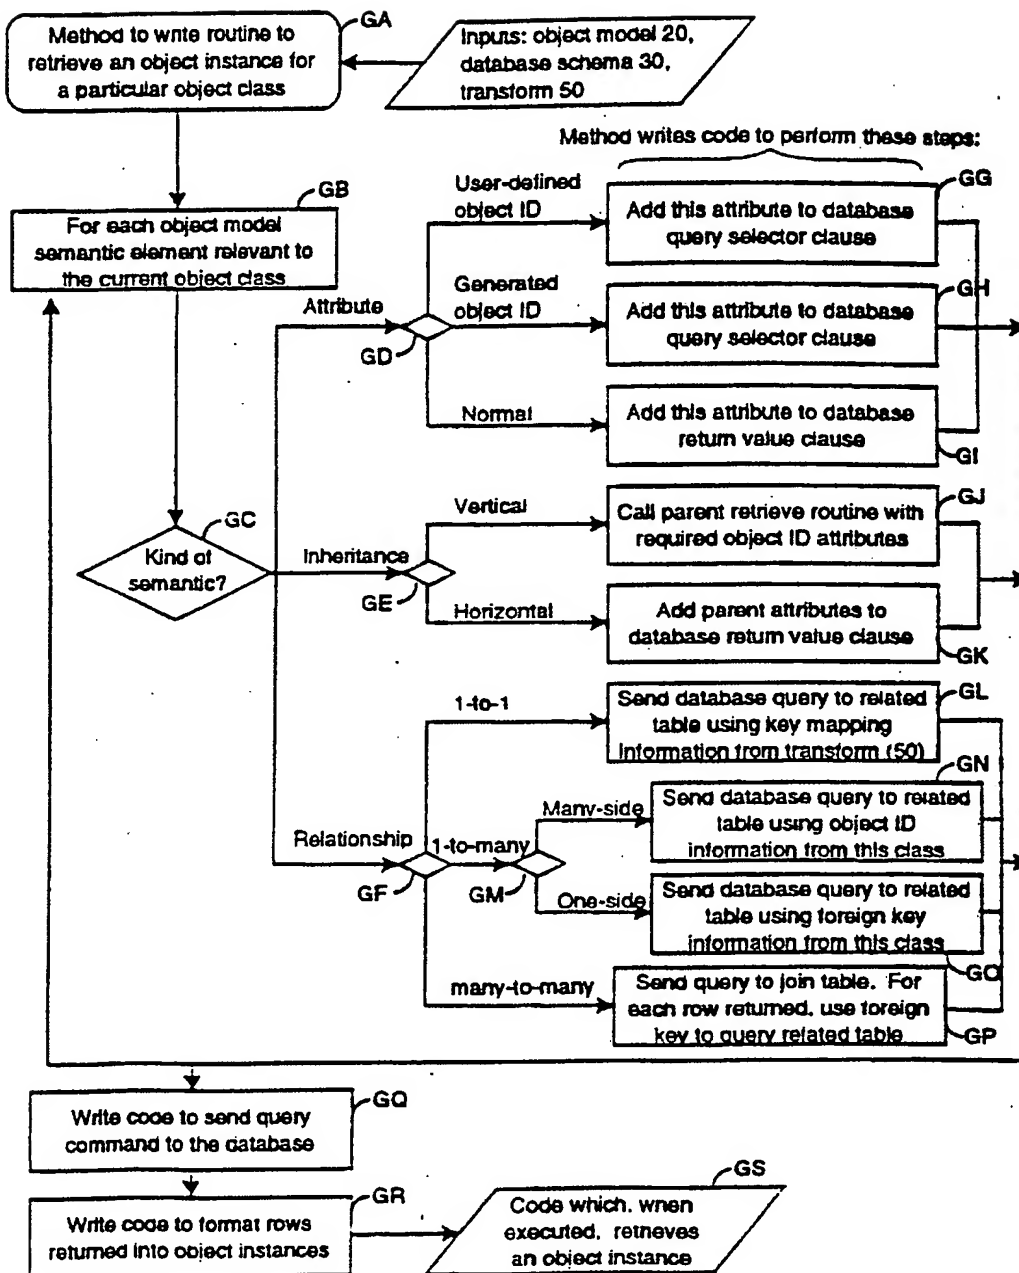 GA
Method to write routine to
retrieve an object instance for
a particular object class
Inputs: object model 20,
database schema 30,
transform 50
Method writes code to perform these steps:
GB
For each object model
semantic element relevant to
the current object class
User-defined
object ID
GG
Add this attribute to database
query selector clause
Attribute
GD
Generated
object ID
GH
Add this attribute to database
query selector clause
Normal
Add this attribute to database
return value clause
GI
GC
Kind of
semantic?
Inheritance
GE
Vertical
GJ
Call parent retrieve routine with
required object ID attributes
Horizontal
Add parent attributes to
database return value clause
GK
1-to-1
GL
Send database query to related
table using key mapping
information from transform (50)
GN
Many-side
Send database query to related
table using object ID
information from this class
Relationship
GF
1-to-many
GM
One-side
Send database query to related
table using foreign key
information from this class
GO
many-to-many
Send query to join table. For
each row returned, use foreign
key to query related table
GP
GQ
Write code to send query
command to the database
GR
Write code to format rows
returned into object instances
GS
Code which, when
executed, retrieves
an object instance